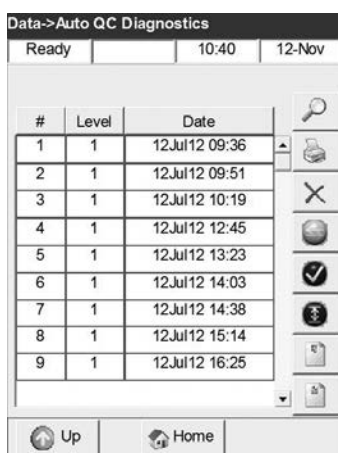 Data->Auto QC Diagnostics
Ready 10:40 12-Nov
# Level Date
1 1 12Jul12 09:36
2 1 12Jul12 09:51
3 1 12Jul12 10:19
4 1 12Jul12 12:45
5 1 12Jul12 13:23
6 1 12Jul12 14:03
7 1 12Jul12 14:38
8 1 12Jul12 15:14
9 1 12Jul12 16:25
Up Home